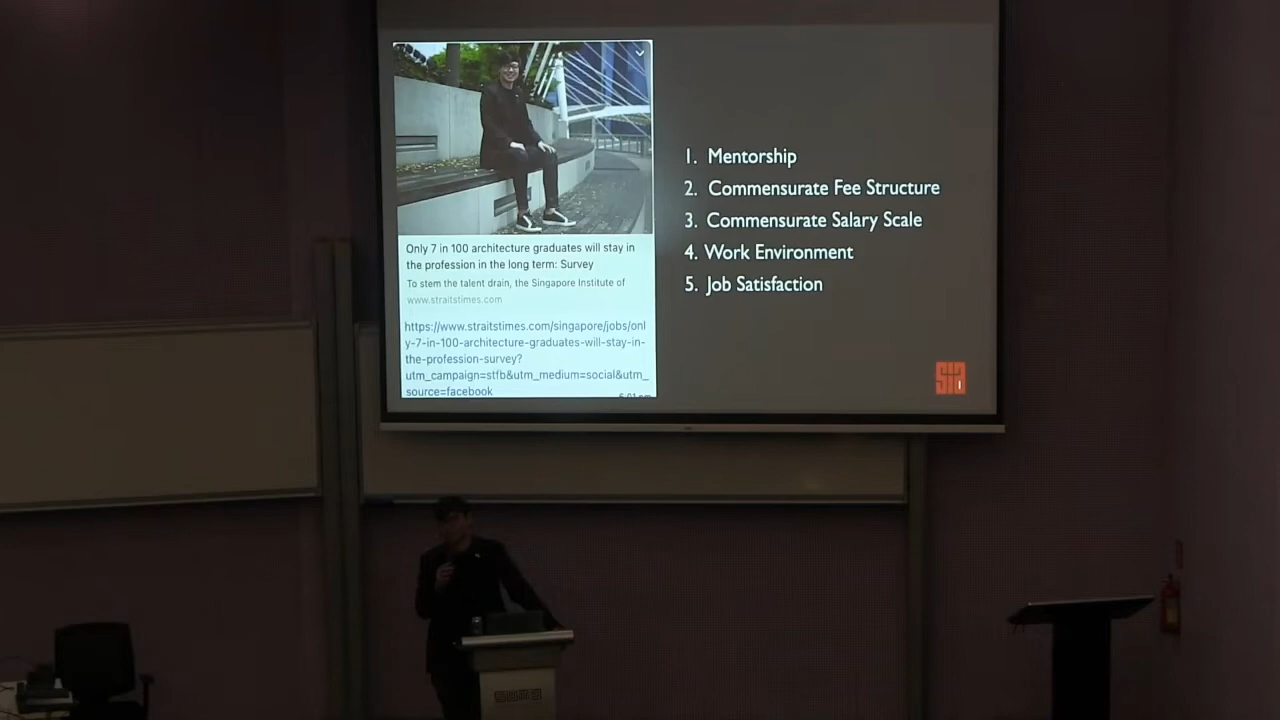 Only 7 in 100 architecture graduates will stay in
the profession in the long term: Survey
To stem the talent drain, the Singapore Institute of
www.straitstimes.com
https://www.straitstimes.com/singapore/jobs/onl
y-7-in-100-architecture-graduates-will-stay-in-
the-profession-survey?
utm_campaign=stfb&utm_medium=social&utm_
source=facebook
1. Mentorship
2. Commensurate Fee Structure
3. Commensurate Salary Scale
4. Work Environment
5. Job Satisfaction